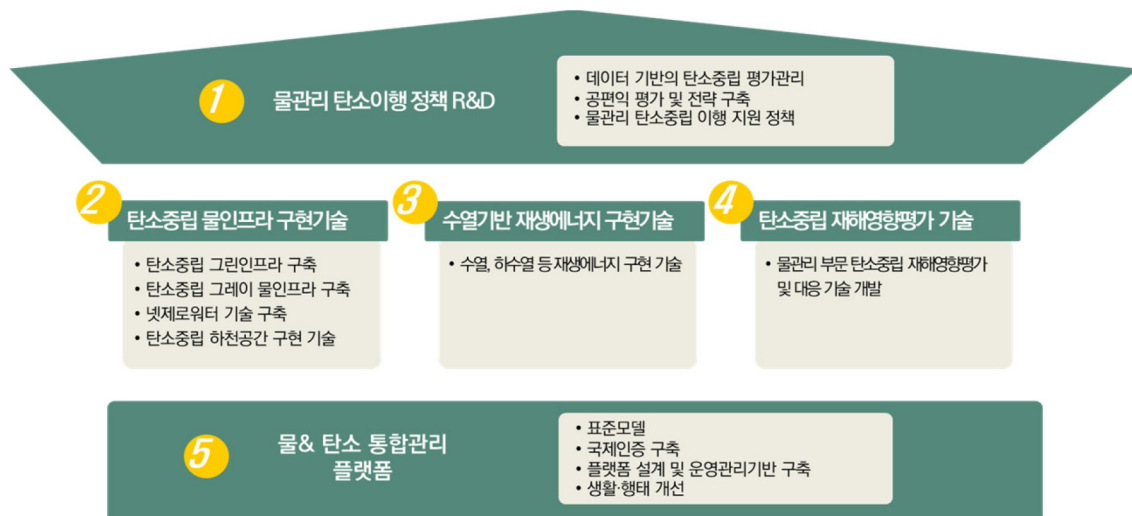 1
물관리 탄소이행 정책 R&D
• 데이터 기반의 탄소중립 평가관리
• 공편익 평가 및 전략 구축
• 물관리 탄소중립 이행 지원 정책
2
탄소중립 물인프라 구현기술
• 탄소중립 그린인프라 구축
• 탄소중립 그레이 물인프라 구축
• 넷제로워터 기술 구축
• 탄소중립 하천공간 구현 기술
3
수열기반 재생에너지 구현기술
• 수열, 하수열 등 재생에너지 구현 기술
4
탄소중립 재해영향평가 기술
• 물관리 부문 탄소중립 재해영향평가
및 대응 기술 개발
5
물& 탄소 통합관리
플랫폼
• 표준모델
• 국제인증 구축
• 플랫폼 설계 및 운영관리기반 구축
• 생활·행태 개선